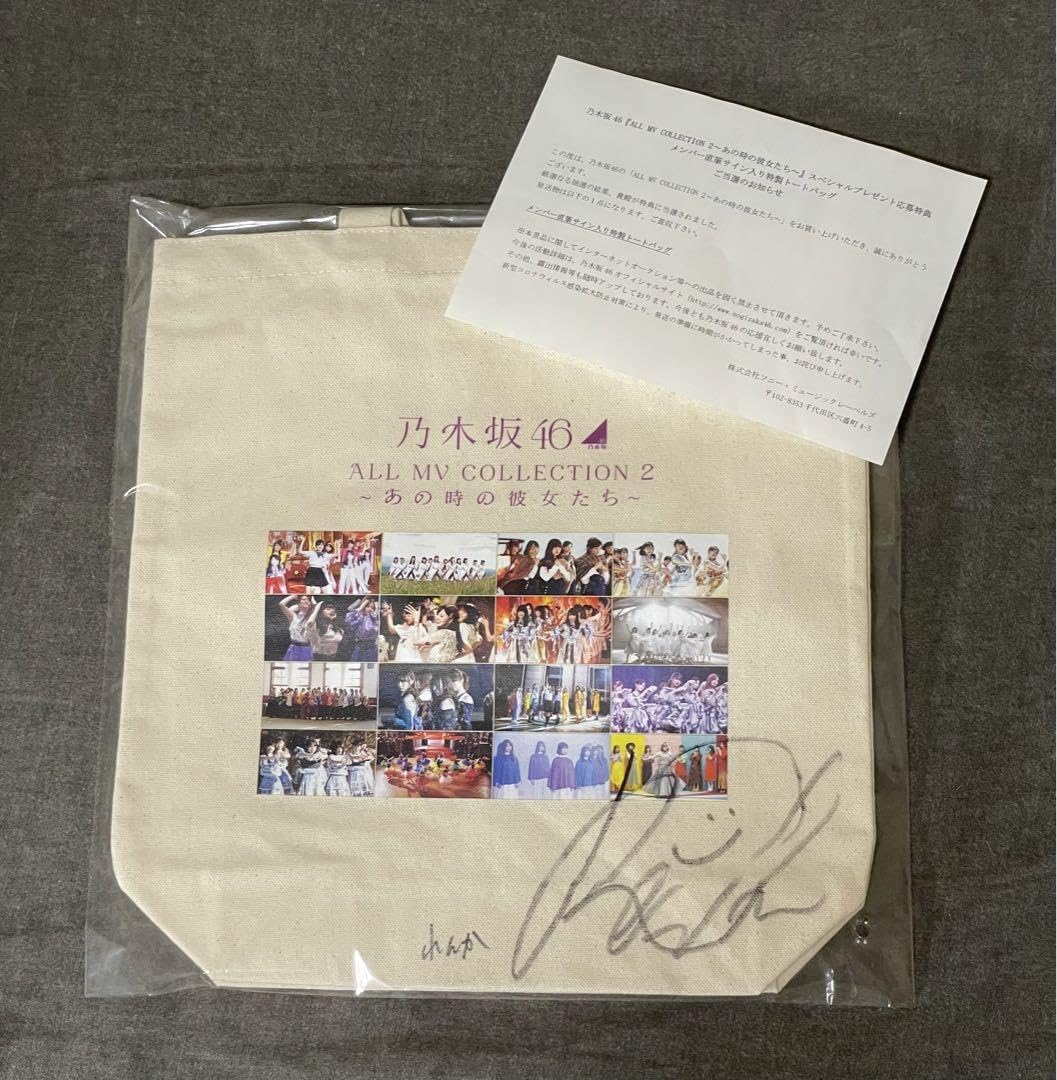 乃木坂46『ALL MV COLLECTION 2～あの時の彼女たち～』スペシャルプレゼント応募特典
メンバー直筆サイン入り特製トートバッグ
ご当選のお知らせ
この度は、乃木坂46の「ALL MV COLLECTION 2～あの時の彼女たち～」をお買い上げいただき、誠にありがとう
ございます。
厳選なる抽選の結果、貴殿が特典に当選されました。
発送物は以下の1点になります。ご査収下さい。
メンバー直筆サイン入り特製トートバッグ
※本景品に関してインターネットオークション等への出品を固く禁止させて頂きます。予めご了承下さい。
今後の活動詳細は、乃木坂46オフィシャルサイト(http://www.nogizaka46.com)をご覧頂ければ幸いです。
その他、露出情報等も随時アップしております。今後とも乃木坂46の応援宜しくお願い致します。
新型コロナウィルス感染拡大防止対策により、発送の準備に時間がかかってしまった事、お詫び申し上げます。
株式会社ソニー・ミュージックレーベルズ
〒102-8353 千代田区六番町4-5
乃木坂46
乃木坂
ALL MV COLLECTION 2
～あの時の彼女たち～
れんか